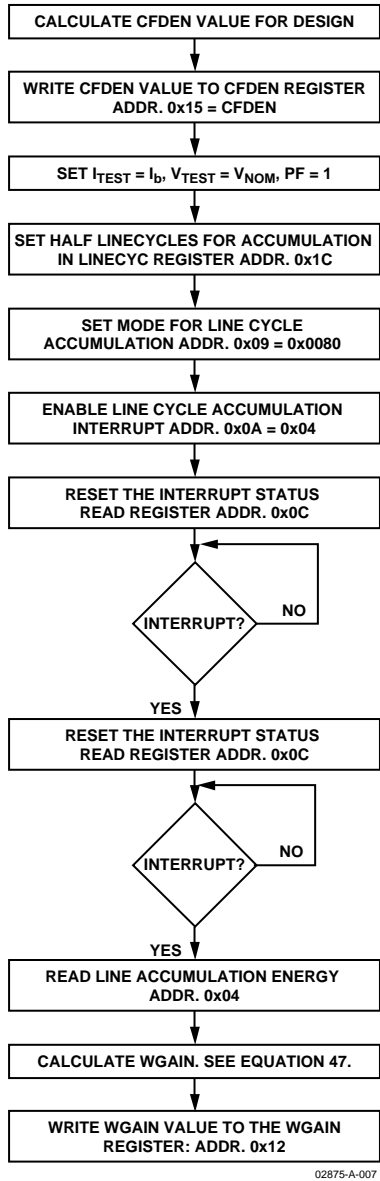 CALCULATE CFDEN VALUE FOR DESIGN
WRITE CFDEN VALUE TO CFDEN REGISTER
ADDR. 0x15 = CFDEN
SET I_TEST = I_b, V_TEST = V_NOM, PF = 1
SET HALF LINECYCLES FOR ACCUMULATION
IN LINECYC REGISTER ADDR. 0x1C
SET MODE FOR LINE CYCLE
ACCUMULATION ADDR. 0x09 = 0x0080
ENABLE LINE CYCLE ACCUMULATION
INTERRUPT ADDR. 0x0A = 0x04
RESET THE INTERRUPT STATUS
READ REGISTER ADDR. 0x0C
INTERRUPT?
NO
YES
RESET THE INTERRUPT STATUS
READ REGISTER ADDR. 0x0C
INTERRUPT?
NO
YES
READ LINE ACCUMULATION ENERGY
ADDR. 0x04
CALCULATE WGAIN. SEE EQUATION 47.
WRITE WGAIN VALUE TO THE WGAIN
REGISTER: ADDR. 0x12
02875-A-007